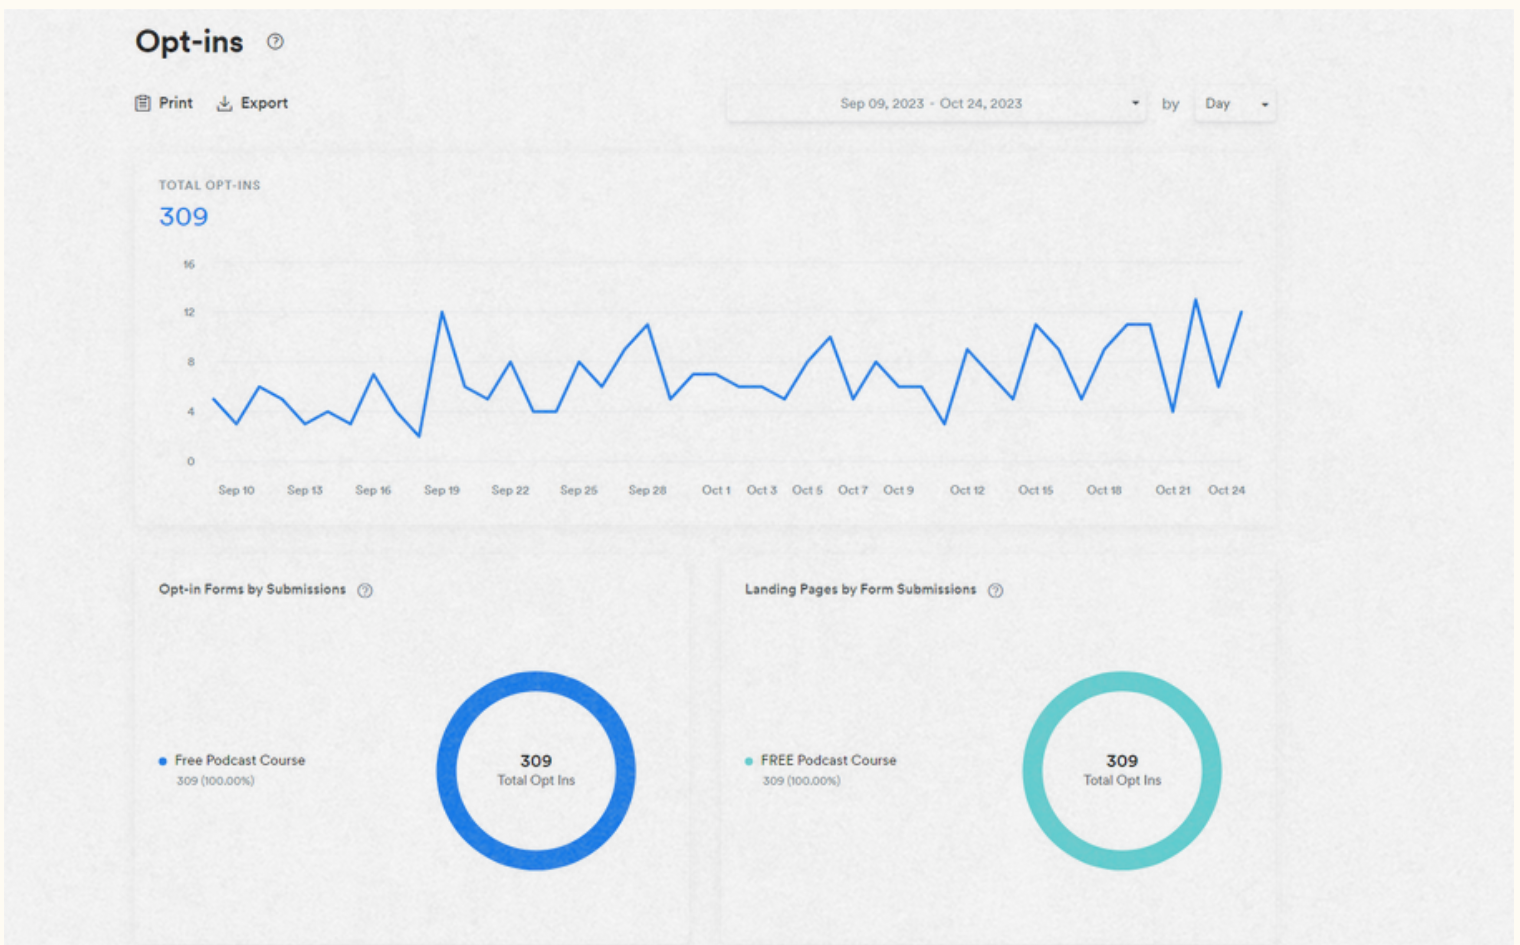 Opt-ins
Print Export
Sep 09, 2023 - Oct 24, 2023 by Day
TOTAL OPT-INS
309
16
12
8
4
0
Sep 10 Sep 13 Sep 16 Sep 19 Sep 22 Sep 25 Sep 28 Oct 1 Oct 3 Oct 5 Oct 7 Oct 9 Oct 12 Oct 15 Oct 18 Oct 21 Oct 24
Opt-in Forms by Submissions
Free Podcast Course
309 (100.00%)
309
Total Opt Ins
Landing Pages by Form Submissions
FREE Podcast Course
309 (100.00%)
309
Total Opt Ins